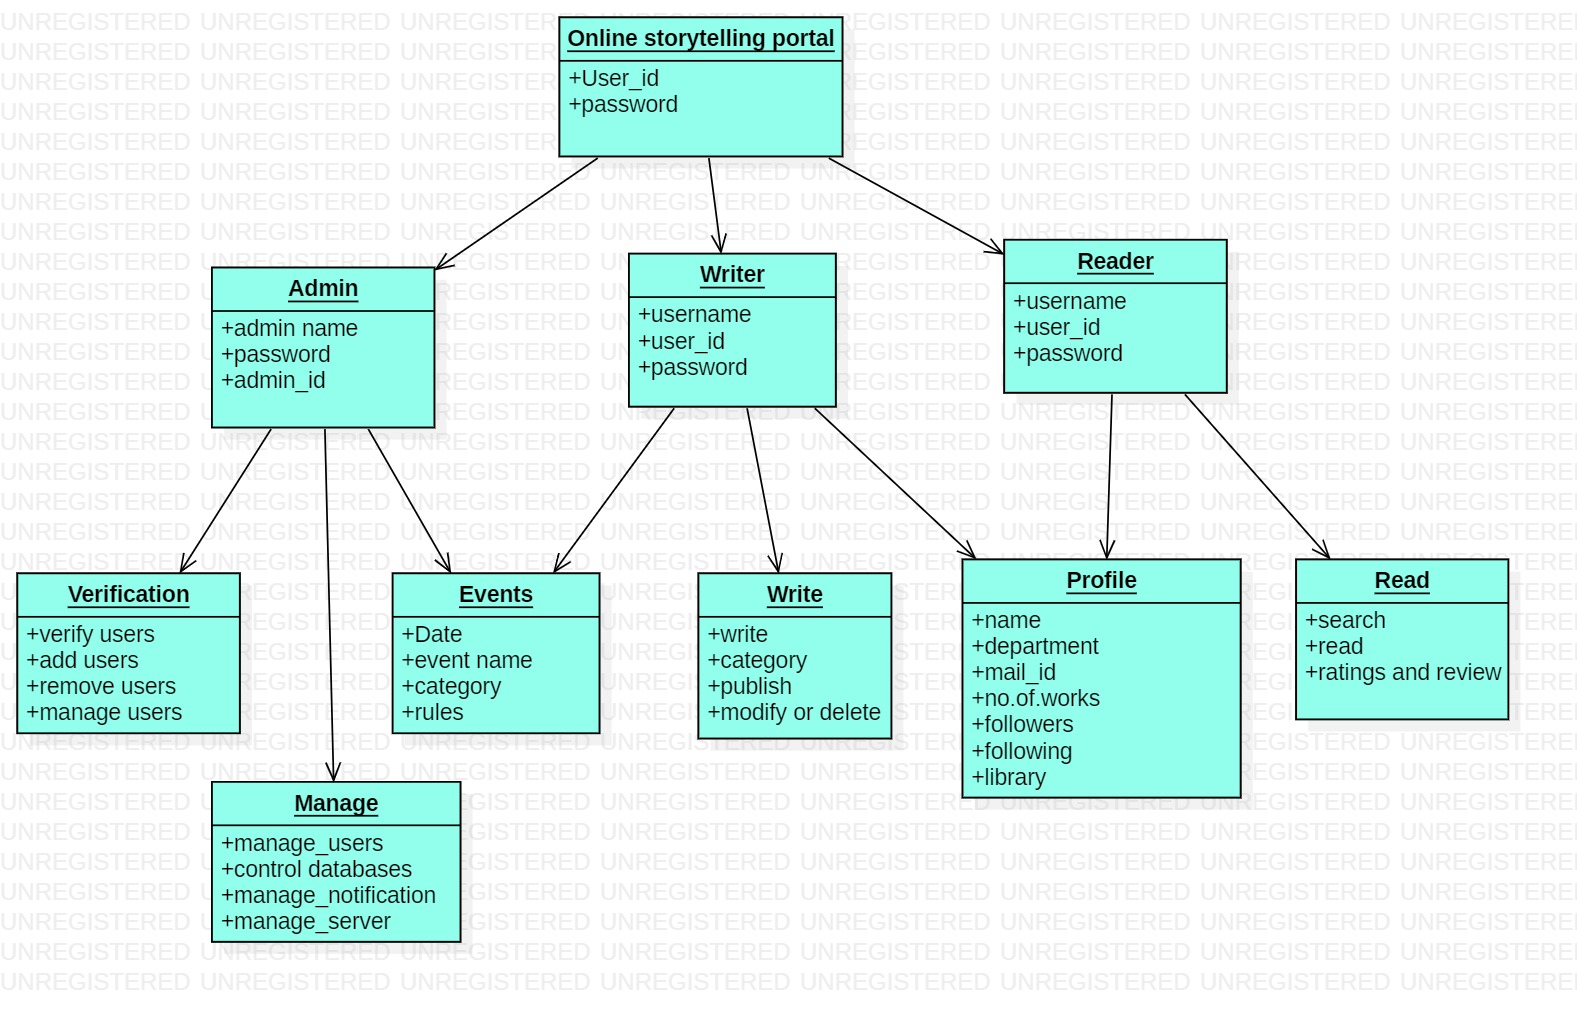 Online storytelling portal
+User_id
+password
Admin
+admin name
+password
+admin_id
Writer
+username
+user_id
+password
Reader
+username
+user_id
+password
Verification
+verify users
+add users
+remove users
+manage users
Events
+Date
+event name
+category
+rules
Write
+write
+category
+publish
+modify or delete
Profile
+name
+department
+mail_id
+no.of.works
+followers
+following
+library
Read
+search
+read
+ratings and review
Manage
+manage_users
+control databases
+manage_notification
+manage_server
UNREGISTERED